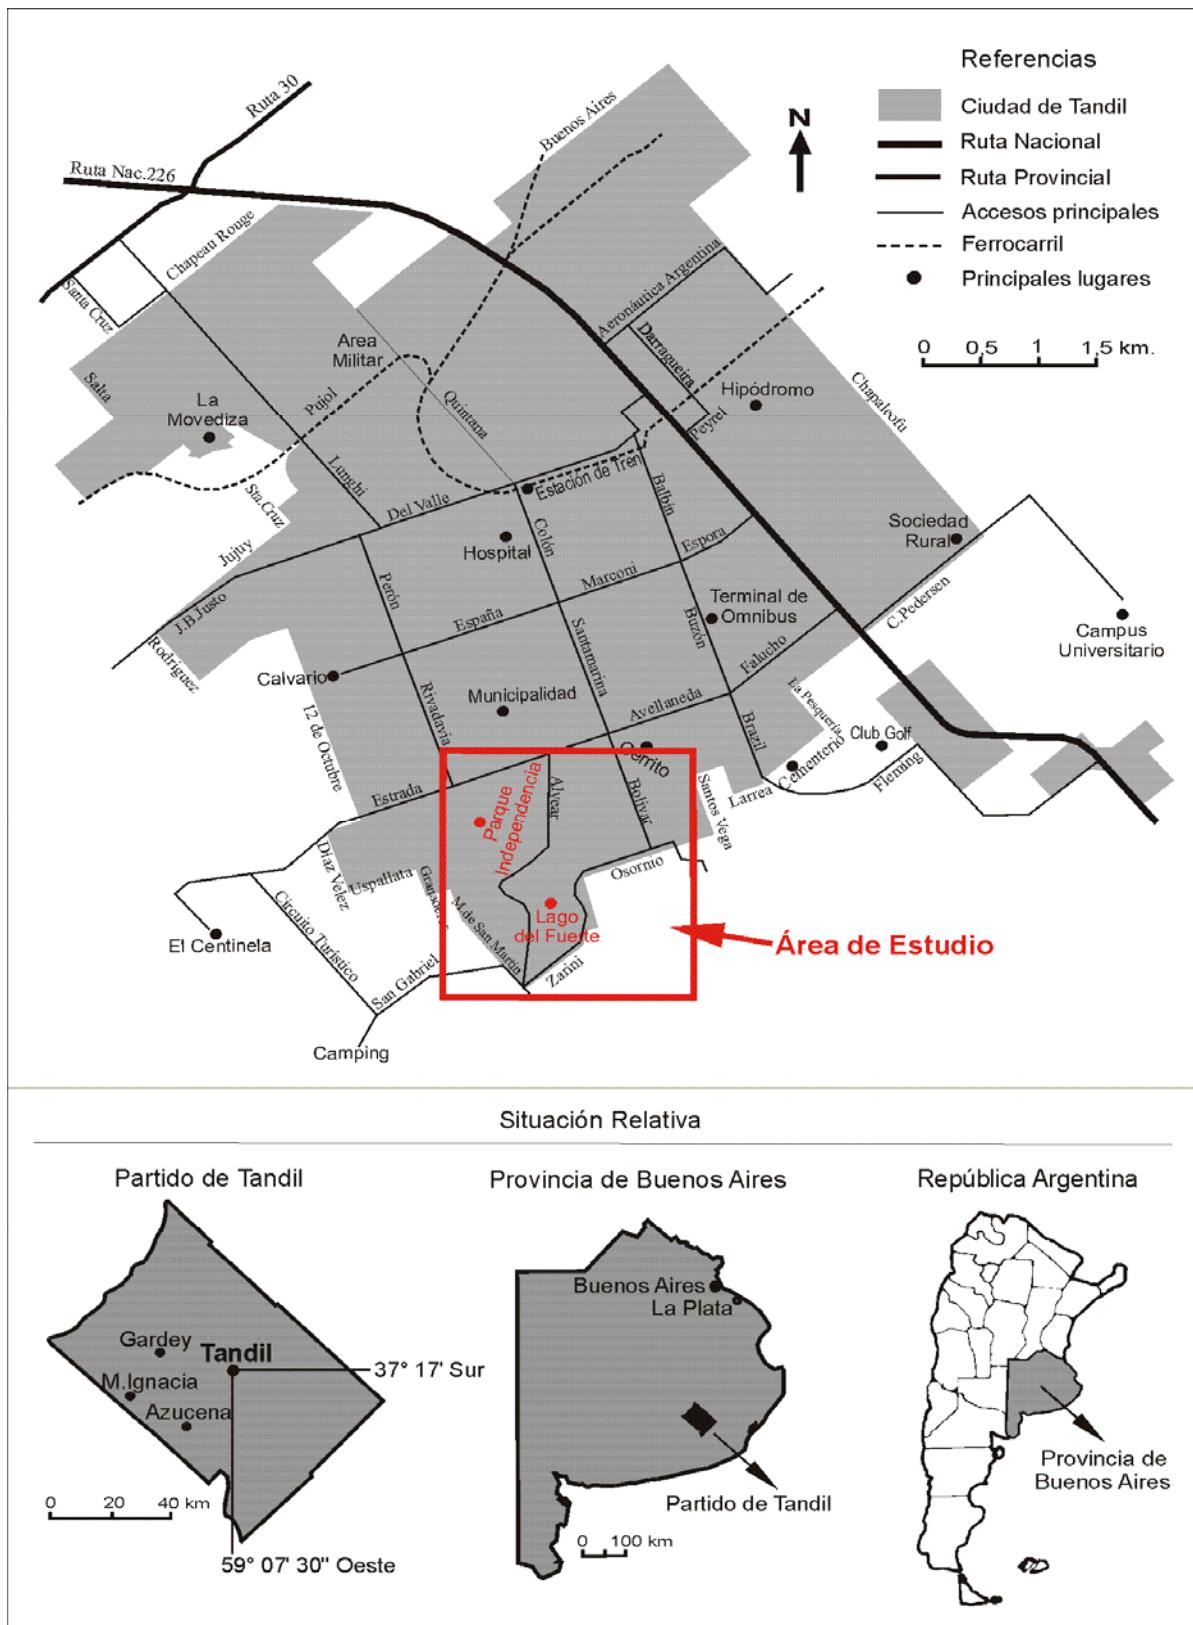 Referencias
Ciudad de Tandil
Ruta Nacional
Ruta Provincial
Accesos principales
Ferrocarril
Principales lugares
N
0 0,5 1 1,5 km.
Ruta 30
Ruta Nac.226
Buenos Aires
Chapeau Rouge
Santa Cruz
Aeronáutica Argentina
Darragueira
Area
Militar
Salta
La
Movediza
Pujol
Quintana
Hipódromo
Peyrel
Chapaleofu
Lunghi
Sta.Cruz
Del Valle
Estación de Tren
Balbín
Jujuy
Hospital
Colón
Espora
Sociedad
Rural
Marconi
Perón
J.B.Justo
España
Terminal de
Omnibus
Buzón
C.Pedersen
Campus
Universitario
Santamarina
Falucho
Rodríguez
Calvario
12 de Octubre
Rivadavia
Municipalidad
Avellaneda
La Pesquería
Brazil
Club Golf
Cerrito
Cementerio
Larrea
Fleming
Estrada
Parque
Independencia
Alvear
Bolívar
Santos Vega
Díaz Velez
Uspallata
Granaderos
Osornio
M.de San Martín
Lago
del Fuerte
El Centinela
Circuito Turístico
San Gabriel
Zarini
Área de Estudio
Camping
Situación Relativa
Partido de Tandil
Gardey
Tandil
M.Ignacia
Azucena
37° 17' Sur
0 20 40 km
59° 07' 30'' Oeste
Provincia de Buenos Aires
Buenos Aires
La Plata
Partido de Tandil
0 100 km
República Argentina
Provincia de
Buenos Aires